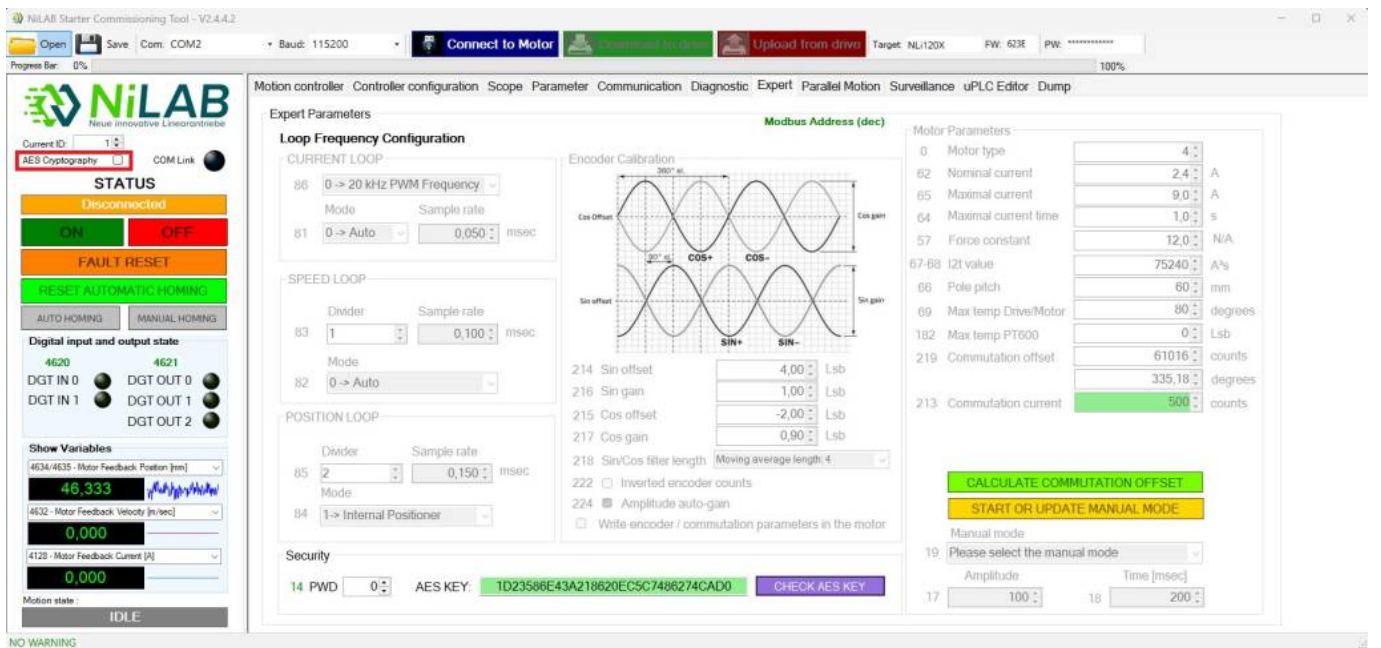 NiLAB Starter Commissioning Tool - V2.4.4.2
Open Save Com. COM2 Baud: 115200 Connect to Motor Download to drive Upload from drive Target: NLi120X FW: 623E PW: ************
Progress Bar: 0% 100%
NiLAB
Neue innovative Linearantriebe
Current ID: 1
AES Cryptography COM Link
STATUS
Disconnected
ON OFF
FAULT RESET
RESET AUTOMATIC HOMING
AUTO HOMING MANUAL HOMING
Digital input and output state
4620 4621
DGT IN 0 DGT OUT 0
DGT IN 1 DGT OUT 1
DGT OUT 2
Show Variables
4634/4635 - Motor Feedback Position [mm]
46,333
4632 - Motor Feedback Velocity [m/sec]
0,000
4128 - Motor Feedback Current [A]
0,000
Motion state :
IDLE
NO WARNING
Motion controller Controller configuration Scope Parameter Communication Diagnostic Expert Parallel Motion Surveillance uPLC Editor Dump
Expert Parameters
Modbus Address (dec)
Loop Frequency Configuration
CURRENT LOOP
86 0 -> 20 kHz PWM Frequency
Mode Sample rate
81 0 -> Auto 0,050 msec
SPEED LOOP
Divider Sample rate
83 1 0,100 msec
Mode
82 0 -> Auto
POSITION LOOP
Divider Sample rate
85 2 0,150 msec
Mode
84 1-> Internal Positioner
Encoder Calibration
360° el.
Cos Offset Cos gain
90° el. COS+ COS-
Sin offset Sin gain
SIN+ SIN-
214 Sin offset 4,00 Lsb
216 Sin gain 1,00 Lsb
215 Cos offset -2,00 Lsb
217 Cos gain 0,90 Lsb
218 Sin/Cos filter length Moving average length: 4
222 Inverted encoder counts
224 Amplitude auto-gain
Write encoder / commutation parameters in the motor
Security
14 PWD 0 AES KEY: 1D23586E43A218620EC5C7486274CAD0 CHECK AES KEY
Motor Parameters
0 Motor type 4
62 Nominal current 2,4 A
65 Maximal current 9,0 A
64 Maximal current time 1,0 s
57 Force constant 12,0 N/A
67-68 I2t value 75240 A²s
66 Pole pitch 60 mm
69 Max temp Drive/Motor 80 degrees
182 Max temp PT600 0 Lsb
219 Commutation offset 61016 counts
335,18 degrees
213 Commutation current 500 counts
CALCULATE COMMUTATION OFFSET
START OR UPDATE MANUAL MODE
Manual mode
19 Please select the manual mode
Amplitude Time [msec]
17 100 18 200